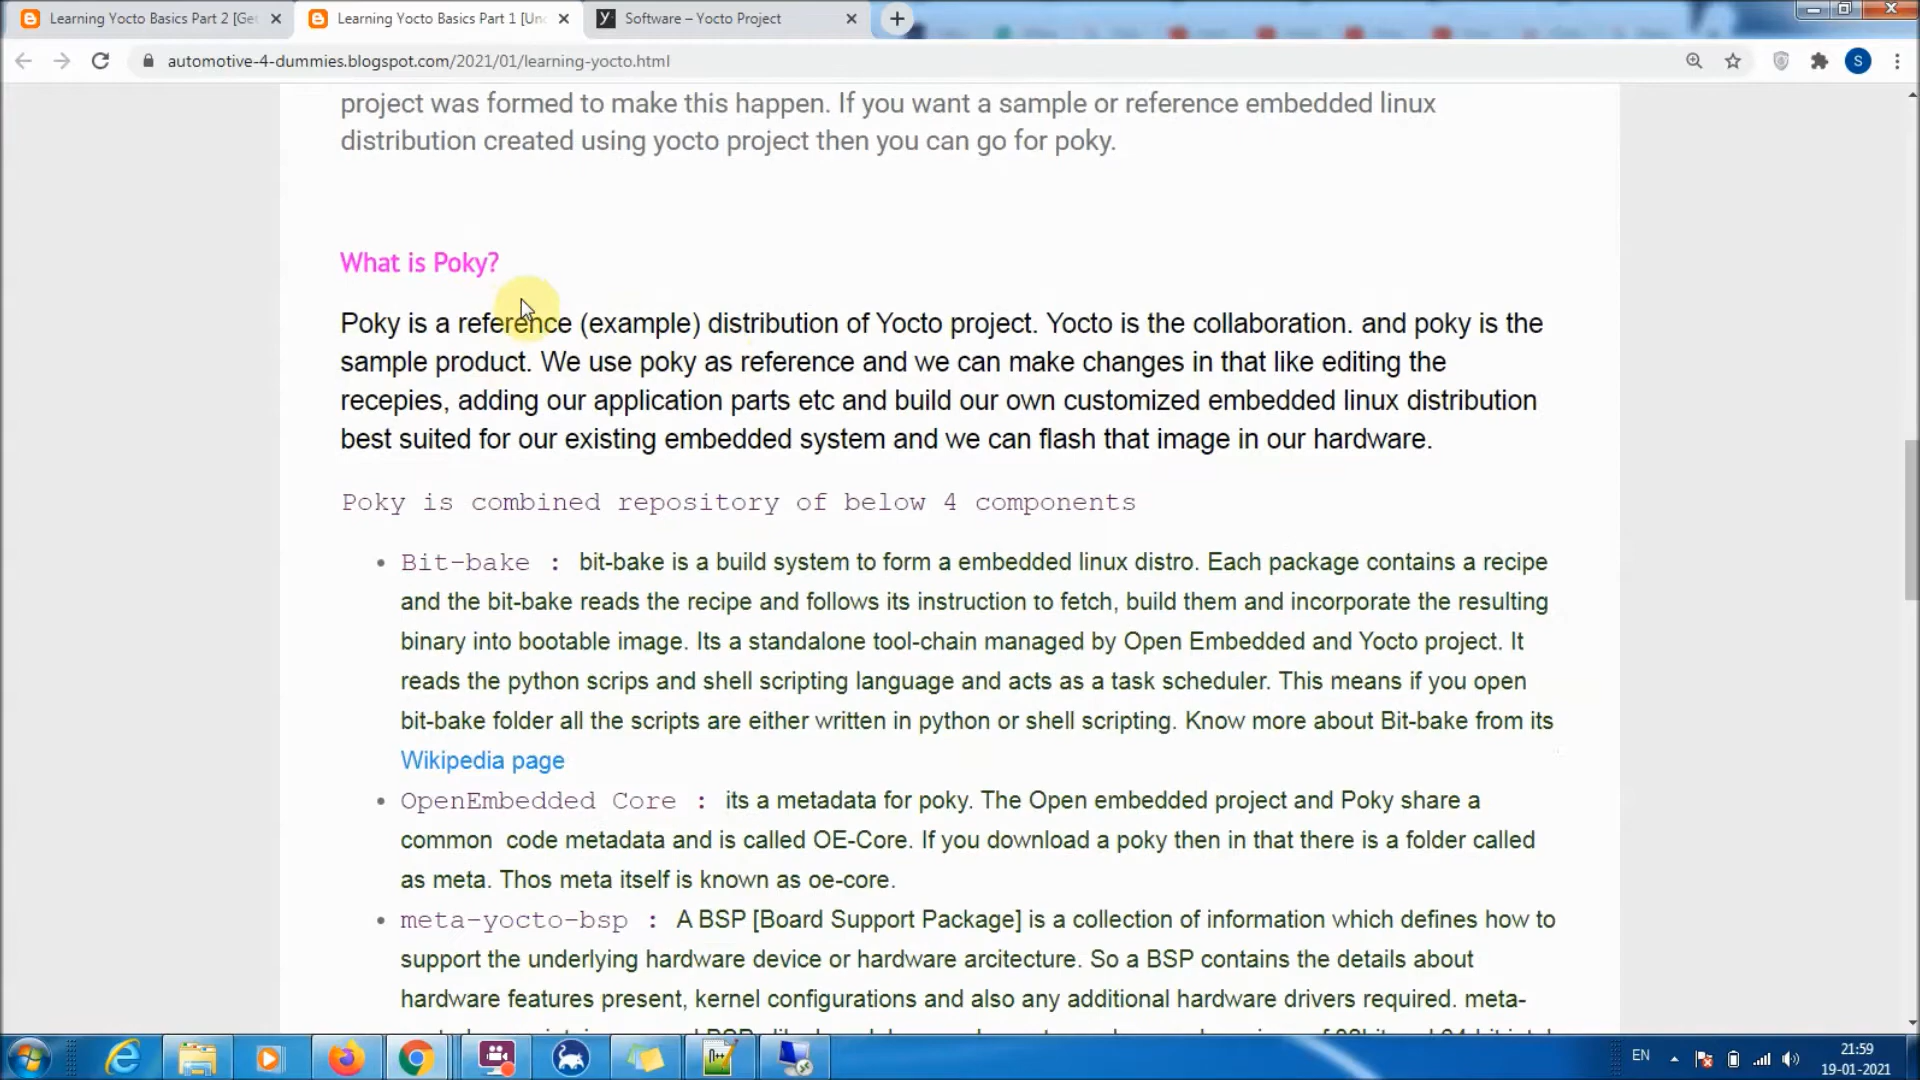 Learning Yocto Basics Part 2 [Ge
Learning Yocto Basics Part 1 [Un
Software – Yocto Project
automotive-4-dummies.blogspot.com/2021/01/learning-yocto.html
S
project was formed to make this happen. If you want a sample or reference embedded linux
distribution created using yocto project then you can go for poky.
What is Poky?
Poky is a reference (example) distribution of Yocto project. Yocto is the collaboration. and poky is the
sample product. We use poky as reference and we can make changes in that like editing the
recepies, adding our application parts etc and build our own customized embedded linux distribution
best suited for our existing embedded system and we can flash that image in our hardware.
Poky is combined repository of below 4 components
• Bit-bake : bit-bake is a build system to form a embedded linux distro. Each package contains a recipe
and the bit-bake reads the recipe and follows its instruction to fetch, build them and incorporate the resulting
binary into bootable image. Its a standalone tool-chain managed by Open Embedded and Yocto project. It
reads the python scrips and shell scripting language and acts as a task scheduler. This means if you open
bit-bake folder all the scripts are either written in python or shell scripting. Know more about Bit-bake from its
Wikipedia page
• OpenEmbedded Core : its a metadata for poky. The Open embedded project and Poky share a
common code metadata and is called OE-Core. If you download a poky then in that there is a folder called
as meta. Thos meta itself is known as oe-core.
• meta-yocto-bsp : A BSP [Board Support Package] is a collection of information which defines how to
support the underlying hardware device or hardware arcitecture. So a BSP contains the details about
hardware features present, kernel configurations and also any additional hardware drivers required. meta-
EN
21:59
19-01-2021